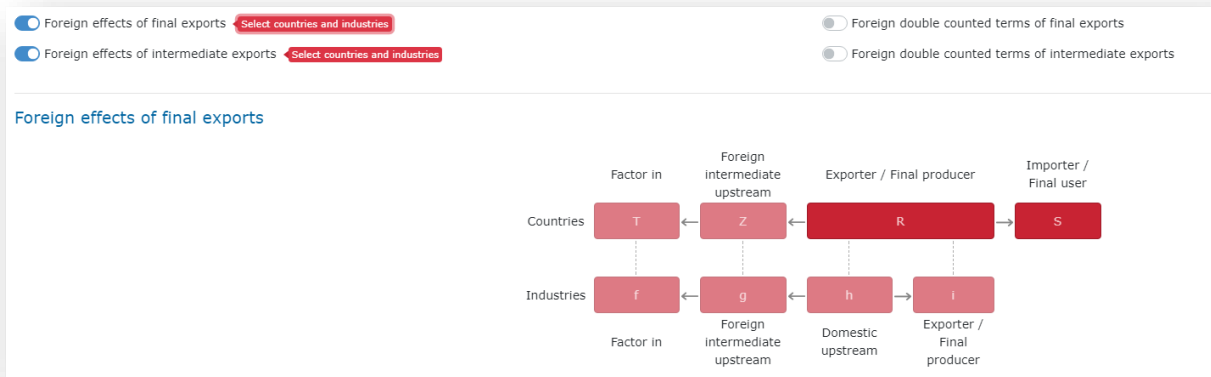 Foreign effects of final exports Select countries and industries Foreign double counted terms of final exports
Foreign effects of intermediate exports Select countries and industries Foreign double counted terms of intermediate exports
Foreign effects of final exports
Factor in
Foreign
intermediate
upstream
Exporter / Final producer
Importer /
Final user
Countries T Z R S
Industries f g h i
Factor in
Foreign
intermediate
upstream
Domestic
upstream
Exporter /
Final
producer